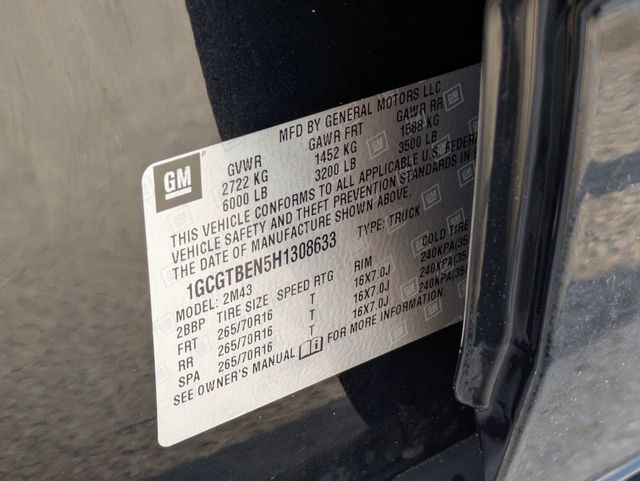 MFD BY GENERAL MOTORS LLC
GM
GVWR GAWR FRT GAWR RR
2722 KG 1452 KG 1588 KG
6000 LB 3200 LB 3500 LB
THIS VEHICLE CONFORMS TO ALL APPLICABLE U.S. FEDERA
VEHICLE SAFETY AND THEFT PREVENTION STANDARDS IN
THE DATE OF MANUFACTURE SHOWN ABOVE.
1GCGTBEN5H1308633 TYPE: TRUCK
MODEL: 2M43
2BBP TIRE SIZE SPEED RTG RIM COLD TIRE
FRT 265/70R16 T 16X7.0J 240KPA(35
RR 265/70R16 T 16X7.0J 240KPA(35
SPA 265/70R16 T 16X7.0J 240KPA(35
SEE OWNER'S MANUAL FOR MORE INFORMATION